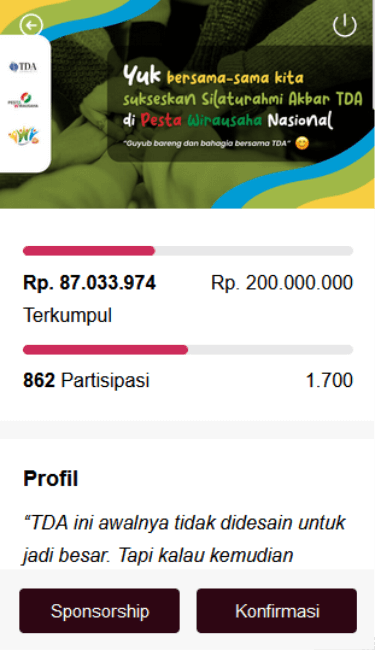 TDA
Yuk bersama-sama kita
sukseskan Silaturahmi Akbar TDA
di Pesta Wirausaha Nasional
"Guyub bareng dan bahagia bersama TDA"
Rp. 87.033.974 Rp. 200.000.000
Terkumpul
862 Partisipasi 1.700
Profil
“TDA ini awalnya tidak didesain untuk
jadi besar. Tapi kalau kemudian
Sponsorship Konfirmasi